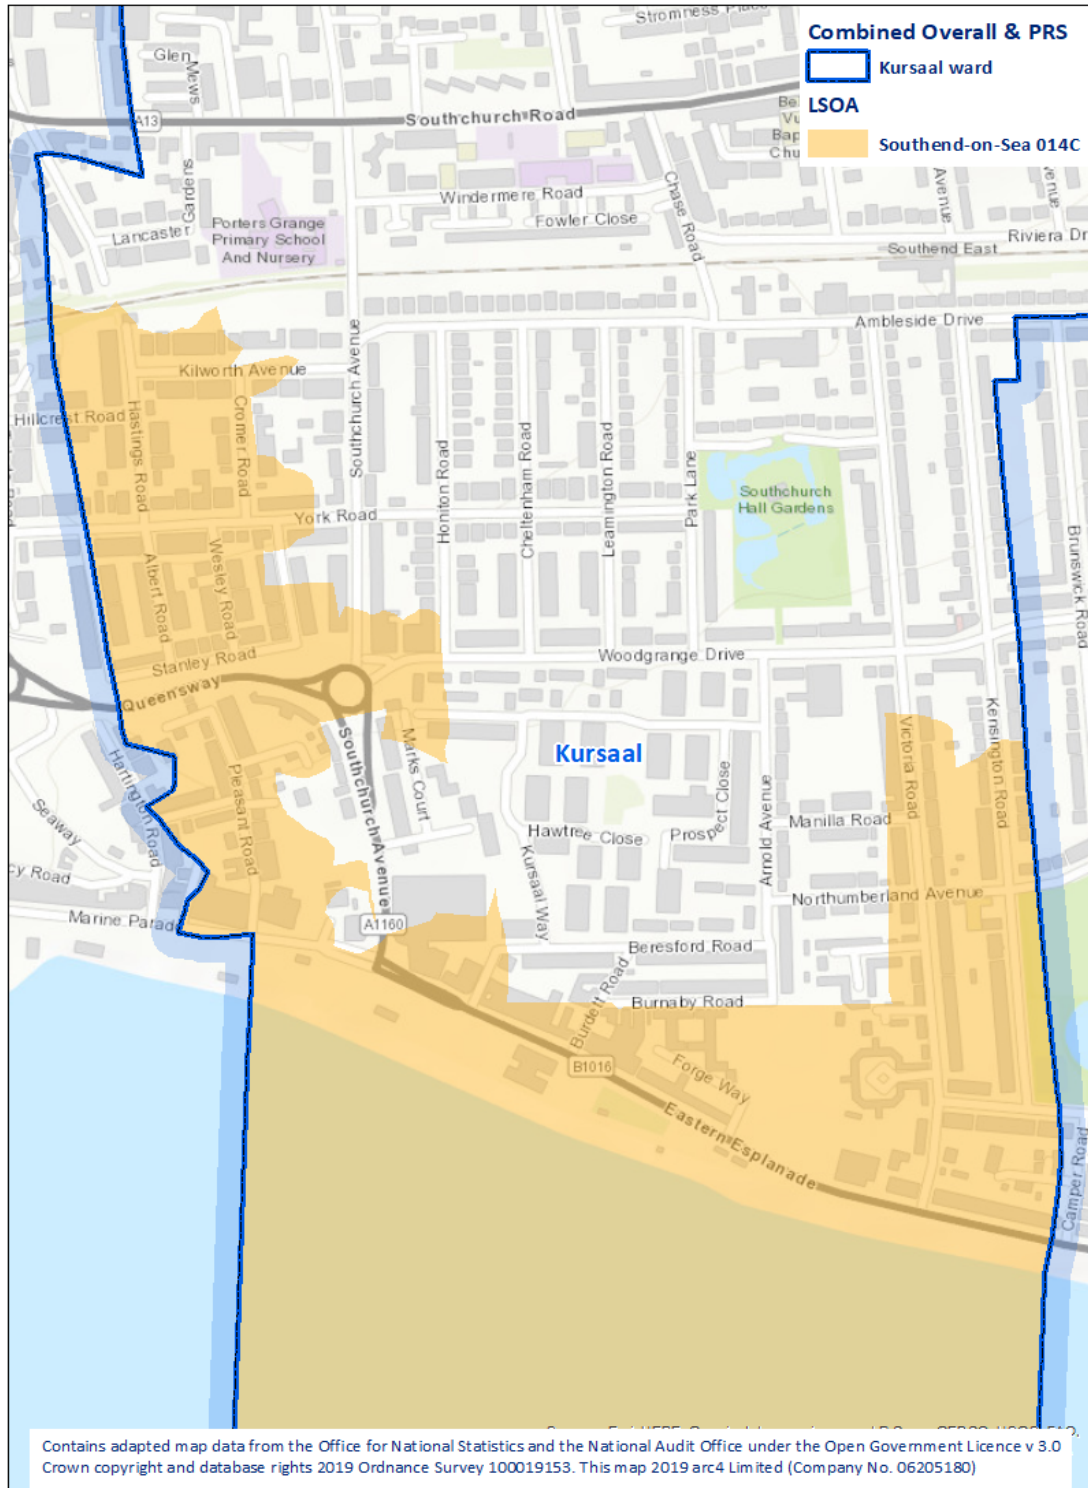 Stromness Place
Combined Overall & PRS
Kursaal ward
LSOA
Southend-on-Sea 014C
Glen
Mews
A13
Southchurch Road
Be
Vu
Bap
Chu
Windermere Road
Fowler Close
Chase Road
Avenue
venue
Gardens
Lancaster
Porters Grange
Primary School
And Nursery
Southend East
Riviera Dr
Ambleside Drive
Southchurch Avenue
Kilworth Avenue
Hillcrest Road
Hastings Road
Cromer Road
Honiton Road
Cheltenham Road
Leamington Road
Park Lane
Southchurch
Hall Gardens
York Road
Brunswick Road
Albert Road
Wesley Road
Stanley Road
Woodgrange Drive
Queensway
Kensington Road
Victoria Road
Southchurch Avenue
Marks Court
Kursaal
Hartington Road
Pleasant Road
Seaway
Hawtree Close
Prospect Close
Arnold Avenue
Manilla Road
cy Road
Kursaal Way
Northumberland Avenue
Marine Parade
A1160
Beresford Road
Burdett Road
Burnaby Road
B1016
Forge Way
Eastern Esplanade
Camper Road
Contains adapted map data from the Office for National Statistics and the National Audit Office under the Open Government Licence v 3.0
Crown copyright and database rights 2019 Ordnance Survey 100019153. This map 2019 arc4 Limited (Company No. 06205180)